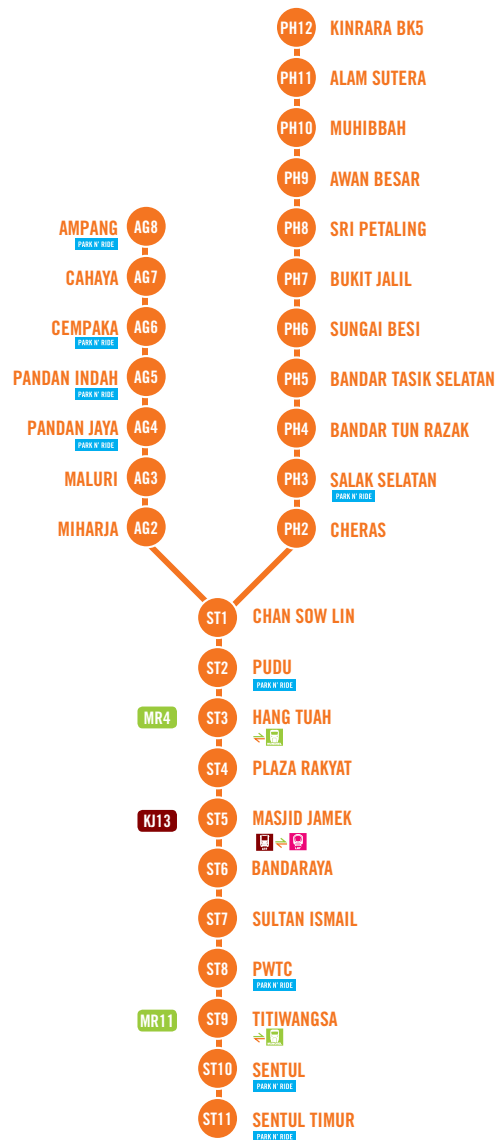 PH12 KINRARA BK5
PH11 ALAM SUTERA
PH10 MUHIBBAH
PH9 AWAN BESAR
AMPANG AG8 PH8 SRI PETALING
PARK N' RIDE
CAHAYA AG7 PH7 BUKIT JALIL
CEMPAKA AG6 PH6 SUNGAI BESI
PARK N' RIDE
PANDAN INDAH AG5 PH5 BANDAR TASIK SELATAN
PARK N' RIDE
PANDAN JAYA AG4 PH4 BANDAR TUN RAZAK
PARK N' RIDE
MALURI AG3 PH3 SALAK SELATAN
PARK N' RIDE
MIHARJA AG2 PH2 CHERAS
ST1 CHAN SOW LIN
ST2 PUDU
PARK N' RIDE
MR4 ST3 HANG TUAH
ST4 PLAZA RAKYAT
KJ13 ST5 MASJID JAMEK
ST6 BANDARAYA
ST7 SULTAN ISMAIL
ST8 PWTC
PARK N' RIDE
MR11 ST9 TITIWANGSA
ST10 SENTUL
PARK N' RIDE
ST11 SENTUL TIMUR
PARK N' RIDE